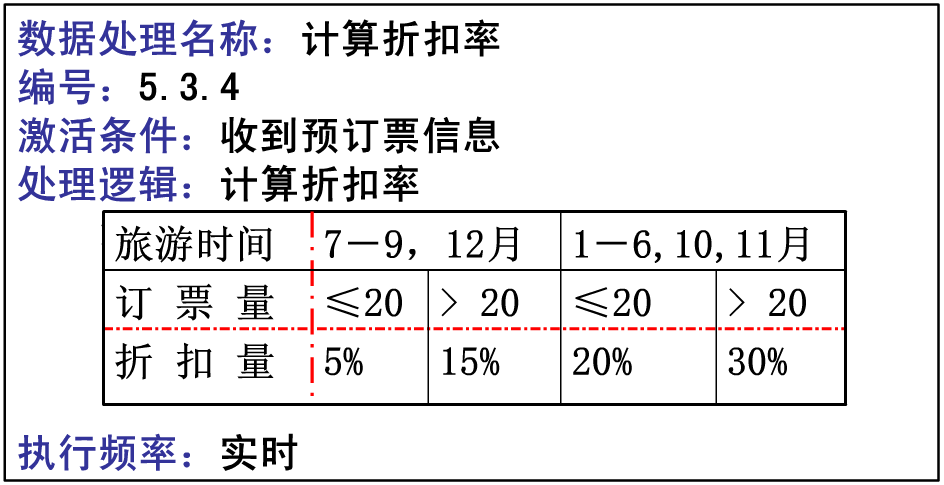 数据处理名称：计算折扣率
编号：5.3.4
激活条件：收到预订票信息
处理逻辑：计算折扣率
旅游时间 7－9，12月 1－6,10,11月
订 票 量 ≤20 > 20 ≤20 > 20
折 扣 量 5% 15% 20% 30%
执行频率：实时